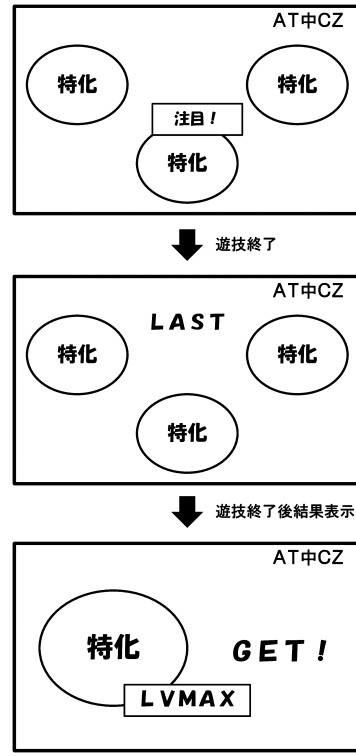 AT中CZ
特化
特化
注目！
特化
遊技終了
AT中CZ
LAST
特化
特化
特化
遊技終了後結果表示
AT中CZ
特化
GET！
LVMAX